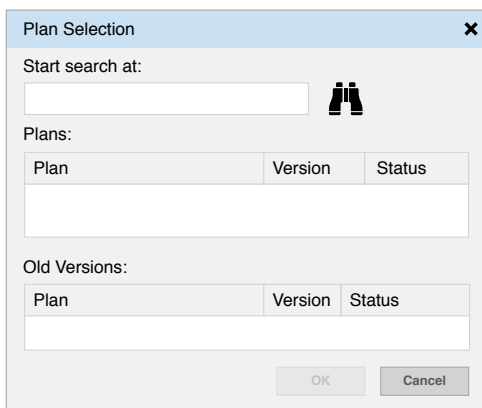 Plan Selection
Start search at:
Plans:
Plan Version Status
Old Versions:
Plan Version Status
OK Cancel